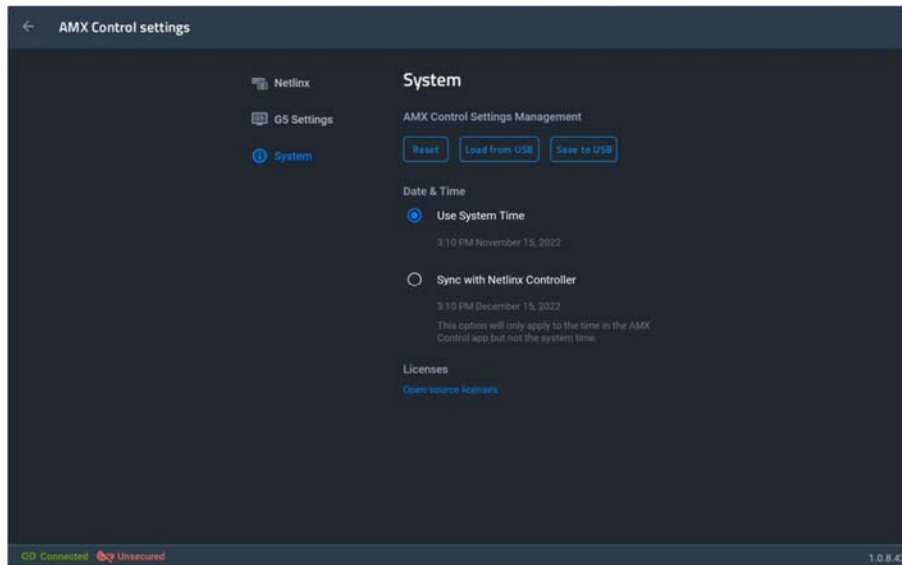 AMX Control settings
Netlinx
G5 Settings
System
System
AMX Control Settings Management
Reset
Load from USB
Save to USB
Date & Time
Use System Time
3:10 PM November 15, 2022
Sync with Netlinx Controller
3:10 PM December 15, 2022
This option will only apply to the time in the AMX
Control app but not the system time.
Licenses
Open source licenses
Connected
Unsecured